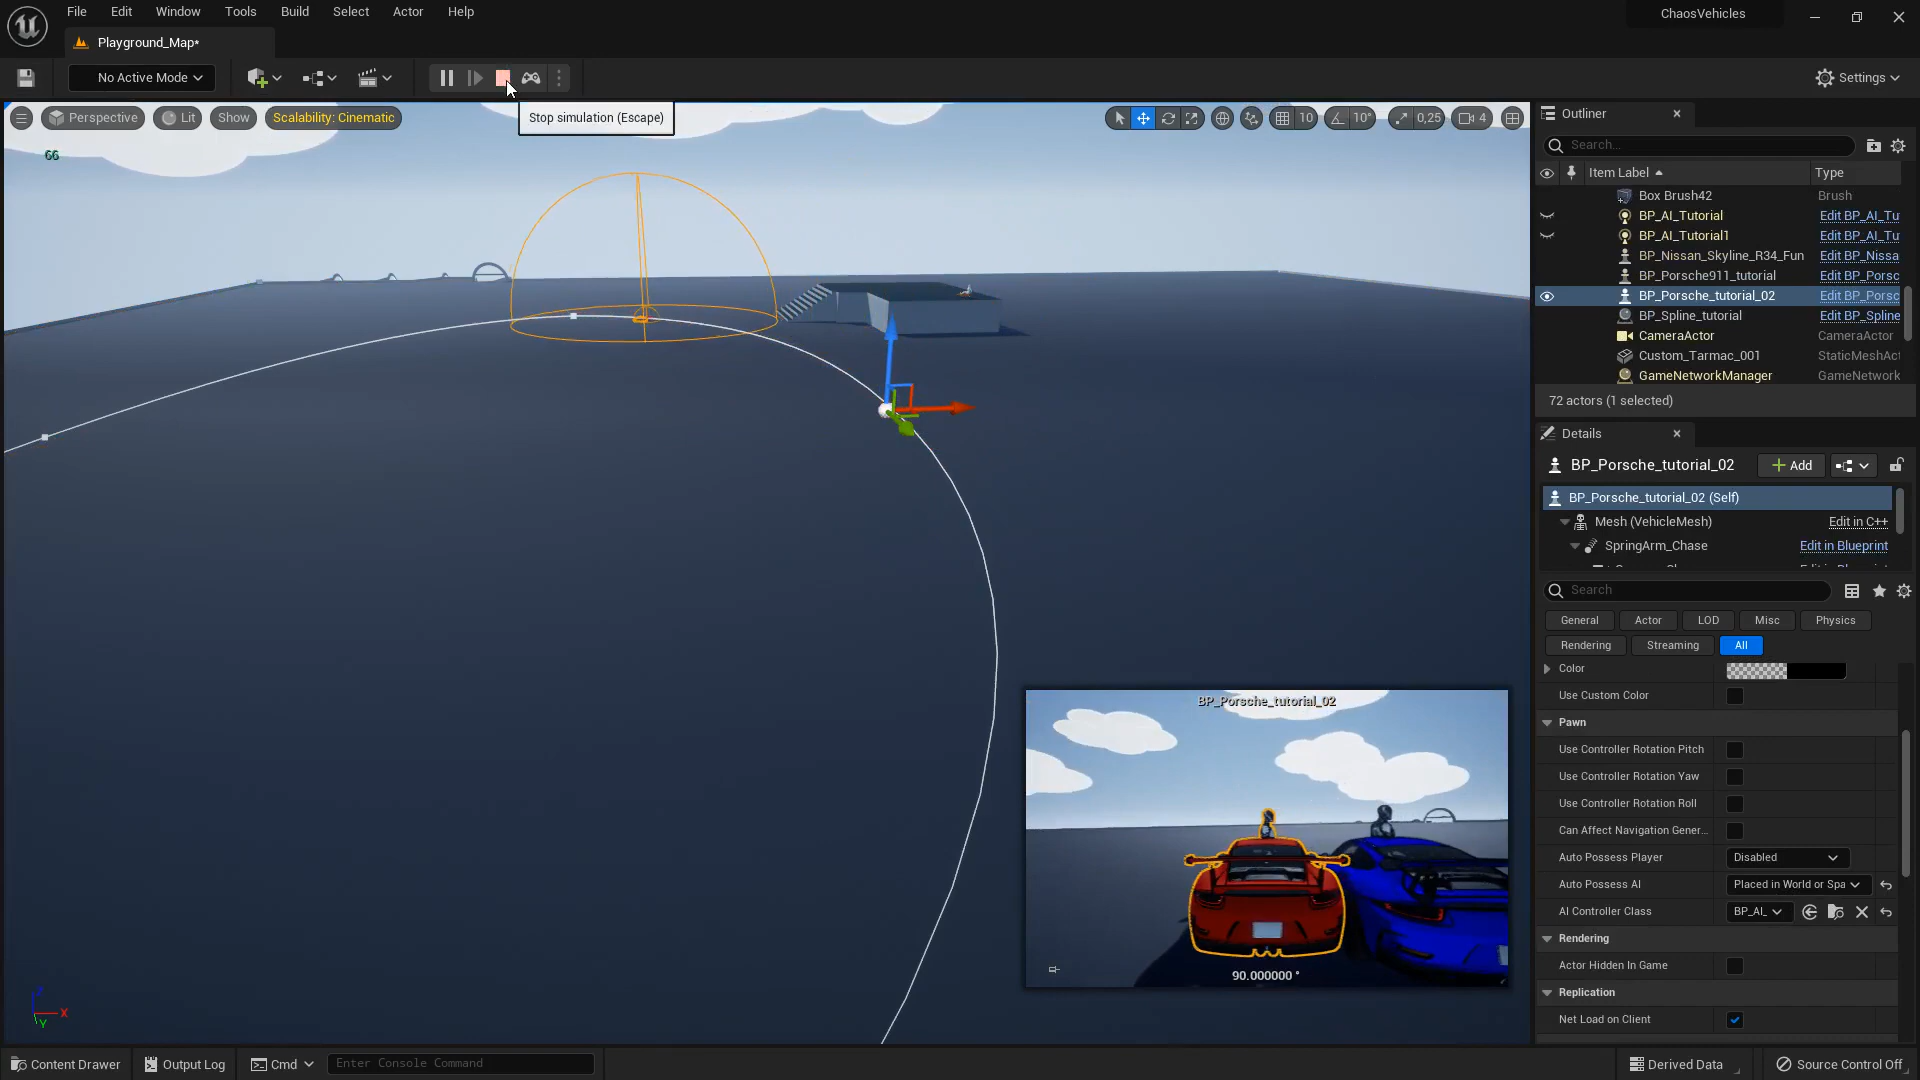 File Edit Window Tools Build Select Actor Help
ChaosVehicles
Playground_Map*
No Active Mode
Settings
Stop simulation (Escape)
Perspective
Lit
Show
Scalability: Cinematic
10
10°
0,25
4
66
Outliner
Search...
Item Label
Type
Box Brush42 Brush
BP_AI_Tutorial Edit BP_AI_Tu
BP_AI_Tutorial1 Edit BP_AI_Tu
BP_Nissan_Skyline_R34_Fun Edit BP_Nissa
BP_Porsche911_tutorial Edit BP_Porsc
BP_Porsche_tutorial_02 Edit BP_Porsc
BP_Spline_tutorial Edit BP_Spline
CameraActor CameraActor
Custom_Tarmac_001 StaticMeshAct
GameNetworkManager GameNetwork
72 actors (1 selected)
Details
BP_Porsche_tutorial_02
Add
BP_Porsche_tutorial_02 (Self)
Mesh (VehicleMesh) Edit in C++
SpringArm_Chase Edit in Blueprint
Search
General Actor LOD Misc Physics
Rendering Streaming All
Color
Use Custom Color
Pawn
Use Controller Rotation Pitch
Use Controller Rotation Yaw
Use Controller Rotation Roll
Can Affect Navigation Gener...
Auto Possess Player Disabled
Auto Possess AI Placed in World or Spa
AI Controller Class BP_AI_
Rendering
Actor Hidden In Game
Replication
Net Load on Client
BP_Porsche_tutorial_02
90.000000 °
Z
X
Y
Content Drawer
Output Log
Cmd
Enter Console Command
Derived Data
Source Control Off